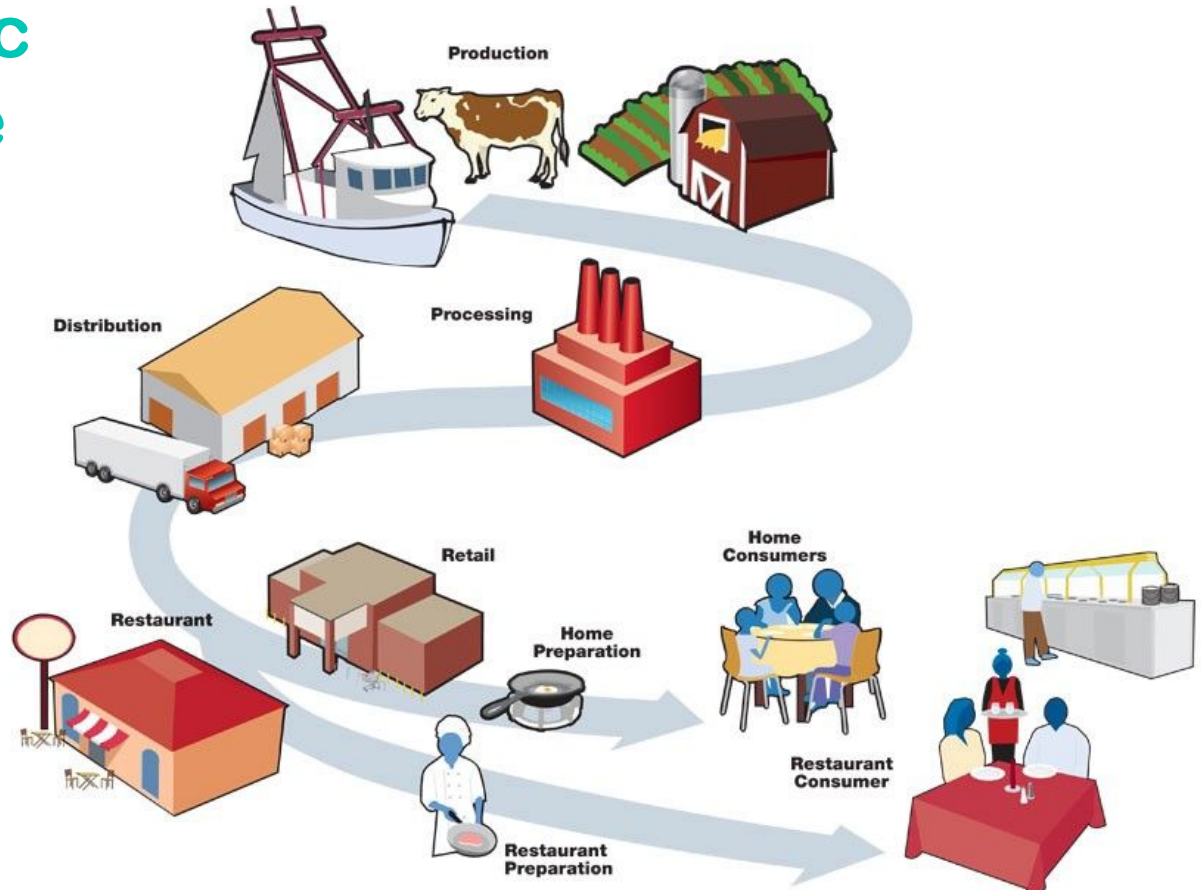 c
e
Production
Processing
Distribution
Retail
Home
Consumers
Restaurant
Home
Preparation
Restaurant
Consumer
Restaurant
Preparation